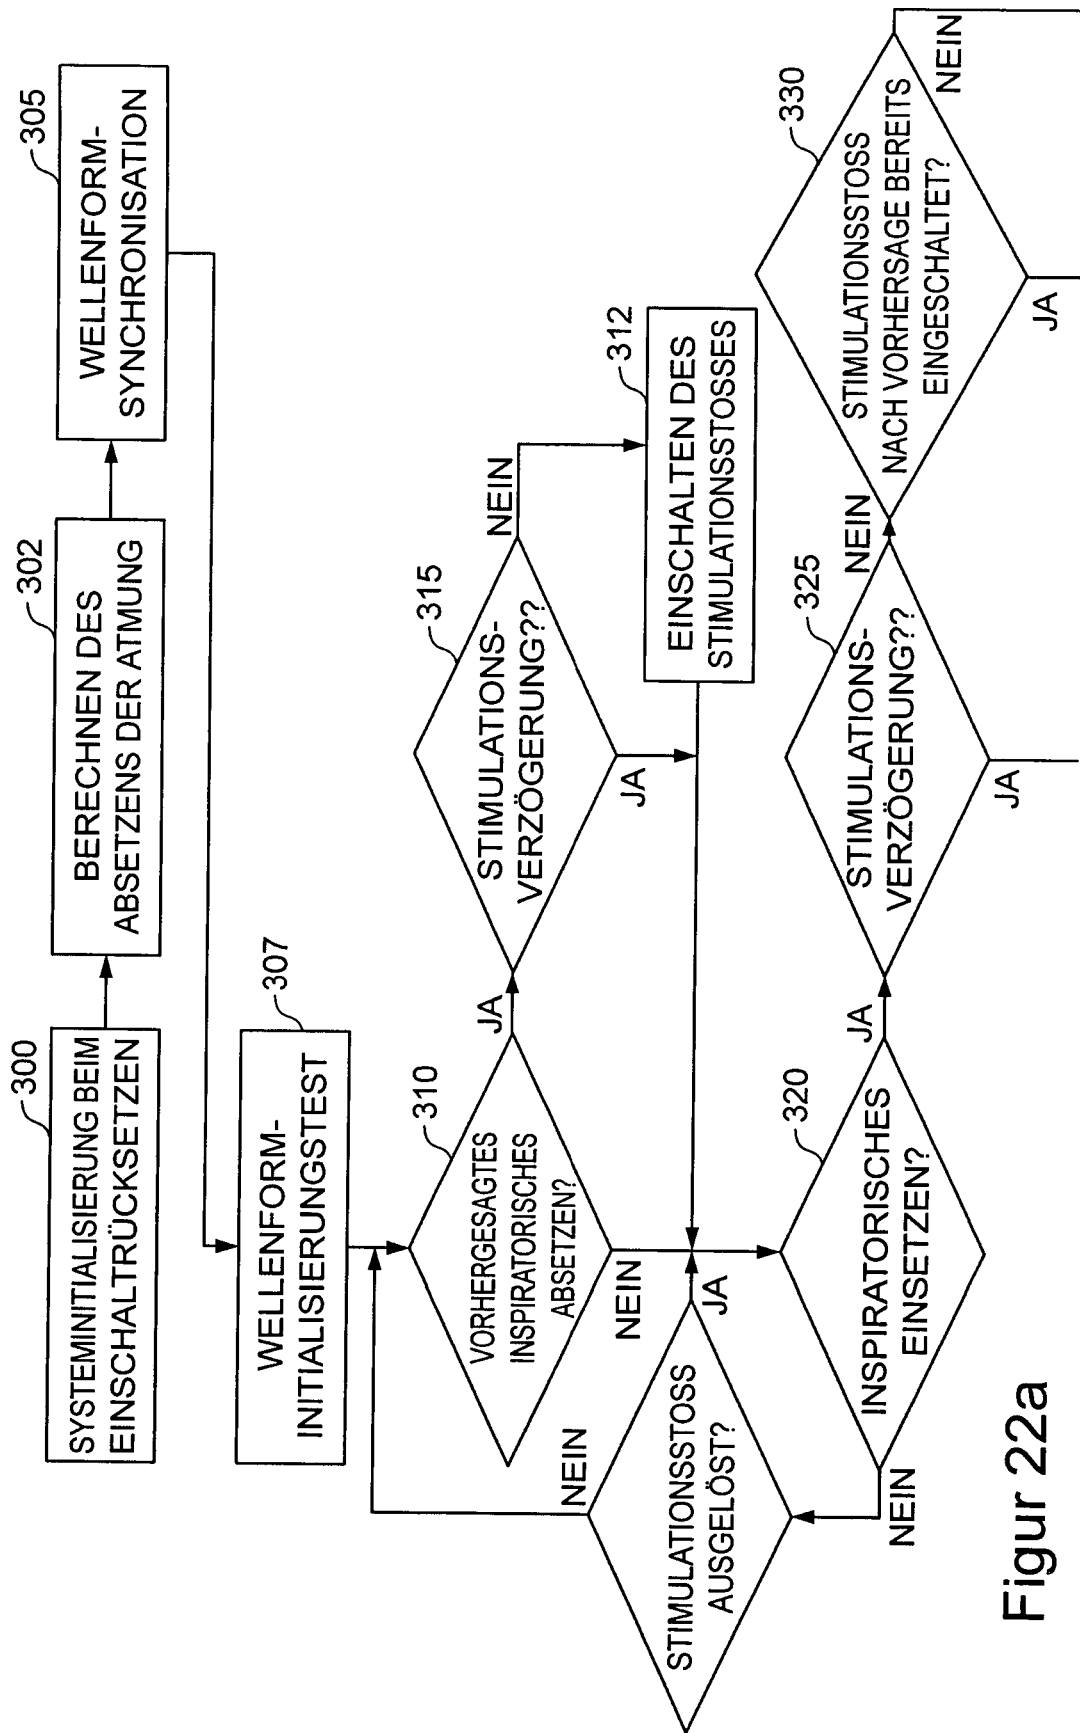 300
SYSTEMINITIALISIERUNG BEIM
EINSCHALTRÜCKSETZEN
302
BERECHNEN DES
ABSETZENS DER ATMUNG
305
WELLENFORM-
SYNCHRONISATION
307
WELLENFORM-
INITIALISIERUNGSTEST
310
VORHERGESAGTES
INSPIRATORISCHES
ABSETZEN?
JA
NEIN
315
STIMULATIONS-
VERZÖGERUNG??
NEIN
JA
312
EINSCHALTEN DES
STIMULATIONSSTOSSES
NEIN
STIMULATIONSSTOSS
AUSGELÖST?
JA
320
INSPIRATORISCHES
EINSETZEN?
NEIN
JA
325
STIMULATIONS-
VERZÖGERUNG??
NEIN
JA
330
STIMULATIONSSTOSS
NACH VORHERSAGE BEREITS
EINGESCHALTET?
NEIN
JA
Figur 22a